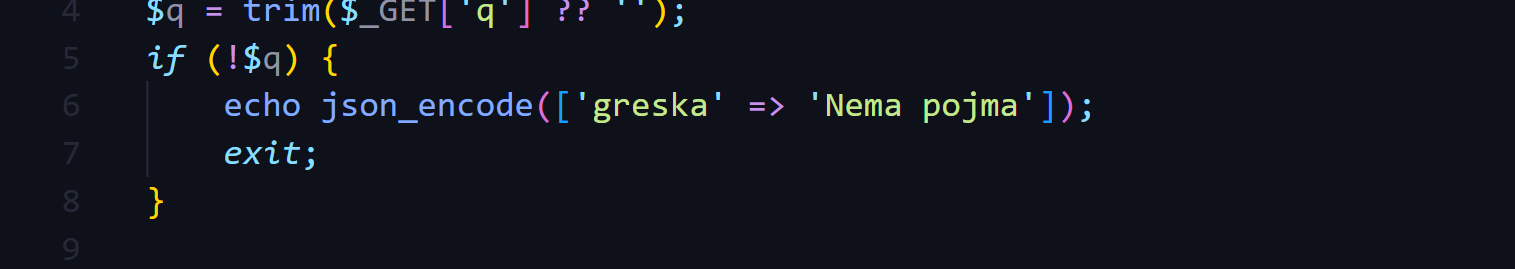 4 $q = trim($_GET['q'] ?? '');
5 if (!$q) {
6 echo json_encode(['greska' => 'Nema pojma']);
7 exit;
8 }
9